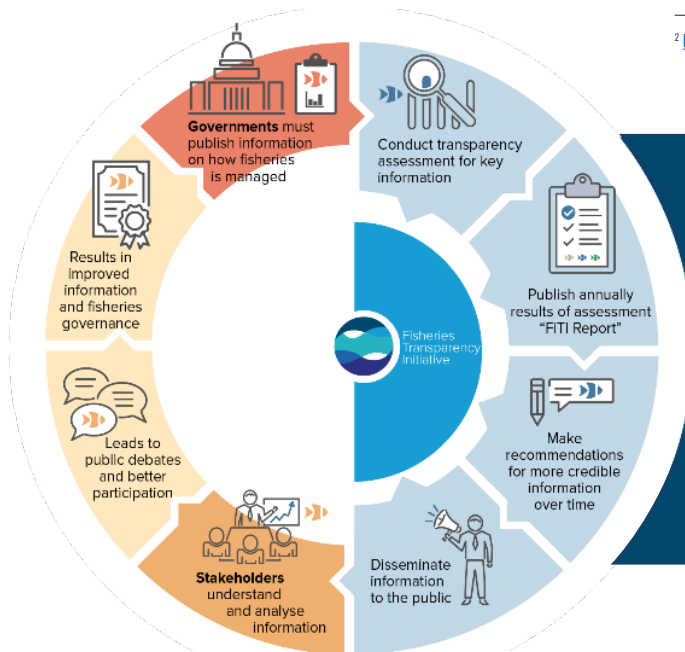 2
Governments must
publish information
on how fisheries
is managed
Conduct transparency
assessment for key
information
Publish annually
results of assessment
“FiTI Report”
Make
recommendations
for more credible
information
over time
Disseminate
information
to the public
Stakeholders
understand
and analyse
information
Leads to
public debates
and better
participation
Results in
improved
information
and fisheries
governance
Fisheries
Transparency
Initiative